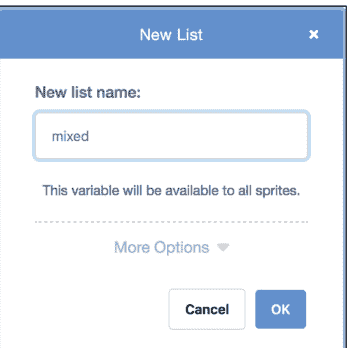 New List
New list name:
mixed
This variable will be available to all sprites.
More Options
Cancel OK